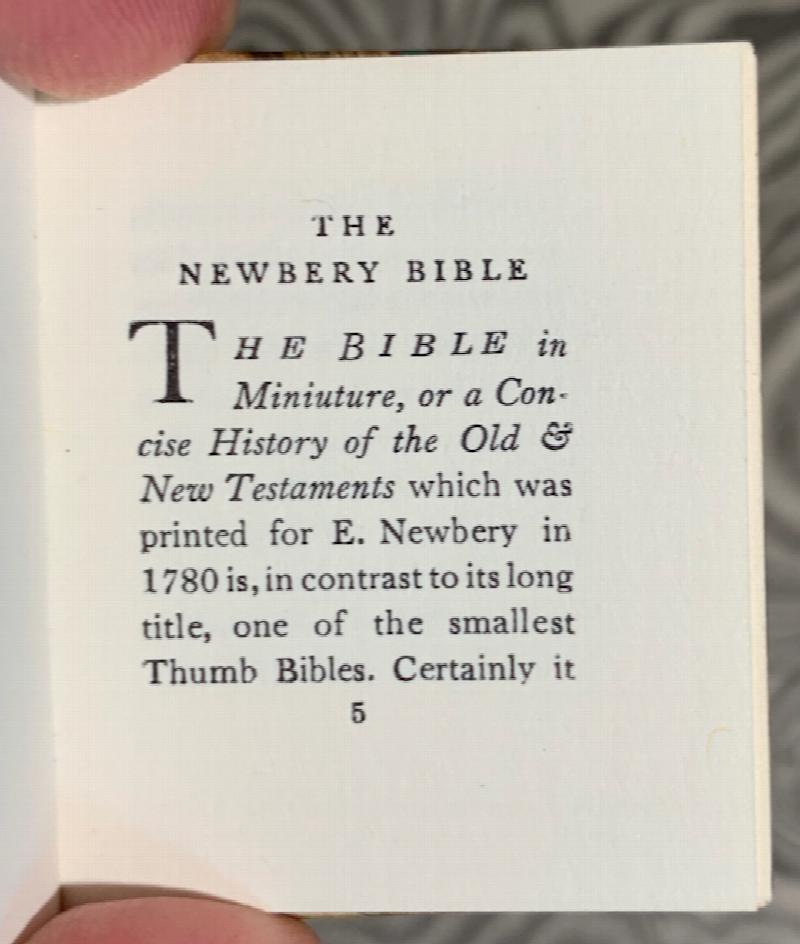 THE
NEWBERY BIBLE
THE BIBLE in
Miniuture, or a Con-
cise History of the Old &
New Testaments which was
printed for E. Newbery in
1780 is, in contrast to its long
title, one of the smallest
Thumb Bibles. Certainly it
5